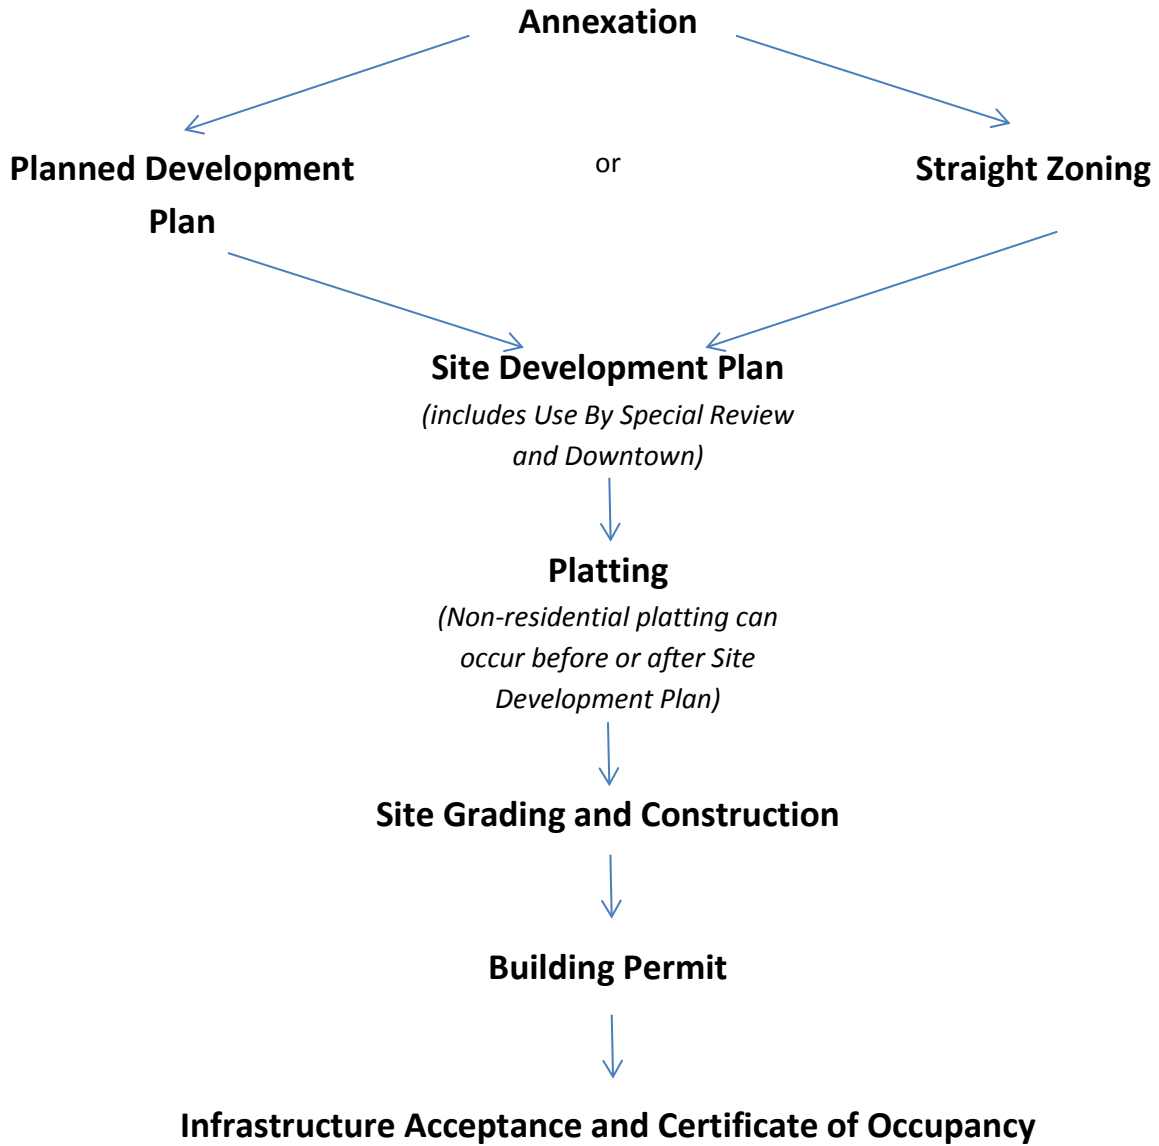 Annexation
Planned Development
Plan
or
Straight Zoning
Site Development Plan
(includes Use By Special Review
and Downtown)
Platting
(Non-residential platting can
occur before or after Site
Development Plan)
Site Grading and Construction
Building Permit
Infrastructure Acceptance and Certificate of Occupancy